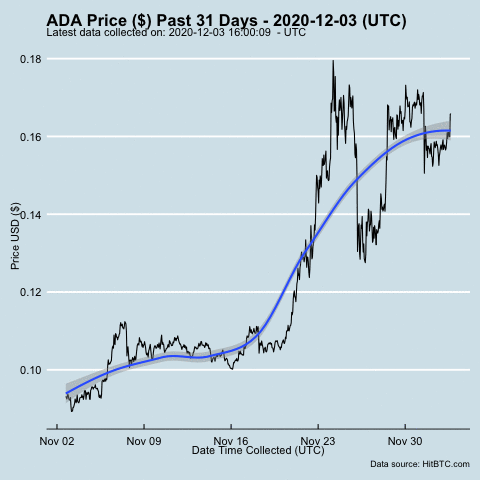 ADA Price ($) Past 31 Days - 2020-12-03 (UTC)
Latest data collected on: 2020-12-03 16:00:09 - UTC
0.18
0.16
0.14
0.12
0.10
Price USD ($)
Nov 02 Nov 09 Nov 16 Nov 23 Nov 30
Date Time Collected (UTC)
Data source: HitBTC.com